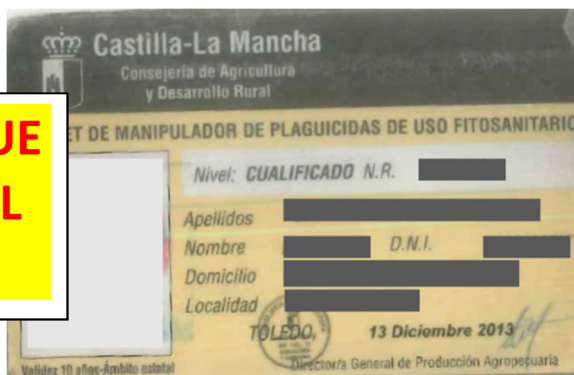 Castilla-La Mancha
Consejería de Agricultura
y Desarrollo Rural
UE
ET DE MANIPULADOR DE PLAGUICIDAS DE USO FITOSANITARIO
L
Nivel: CUALIFICADO N.R.
Apellidos
Nombre D.N.I.
Domicilio
Localidad
TOLEDO, 13 Diciembre 2013
Validez 10 años-Ámbito estatal Director/a General de Producción Agropecuaria